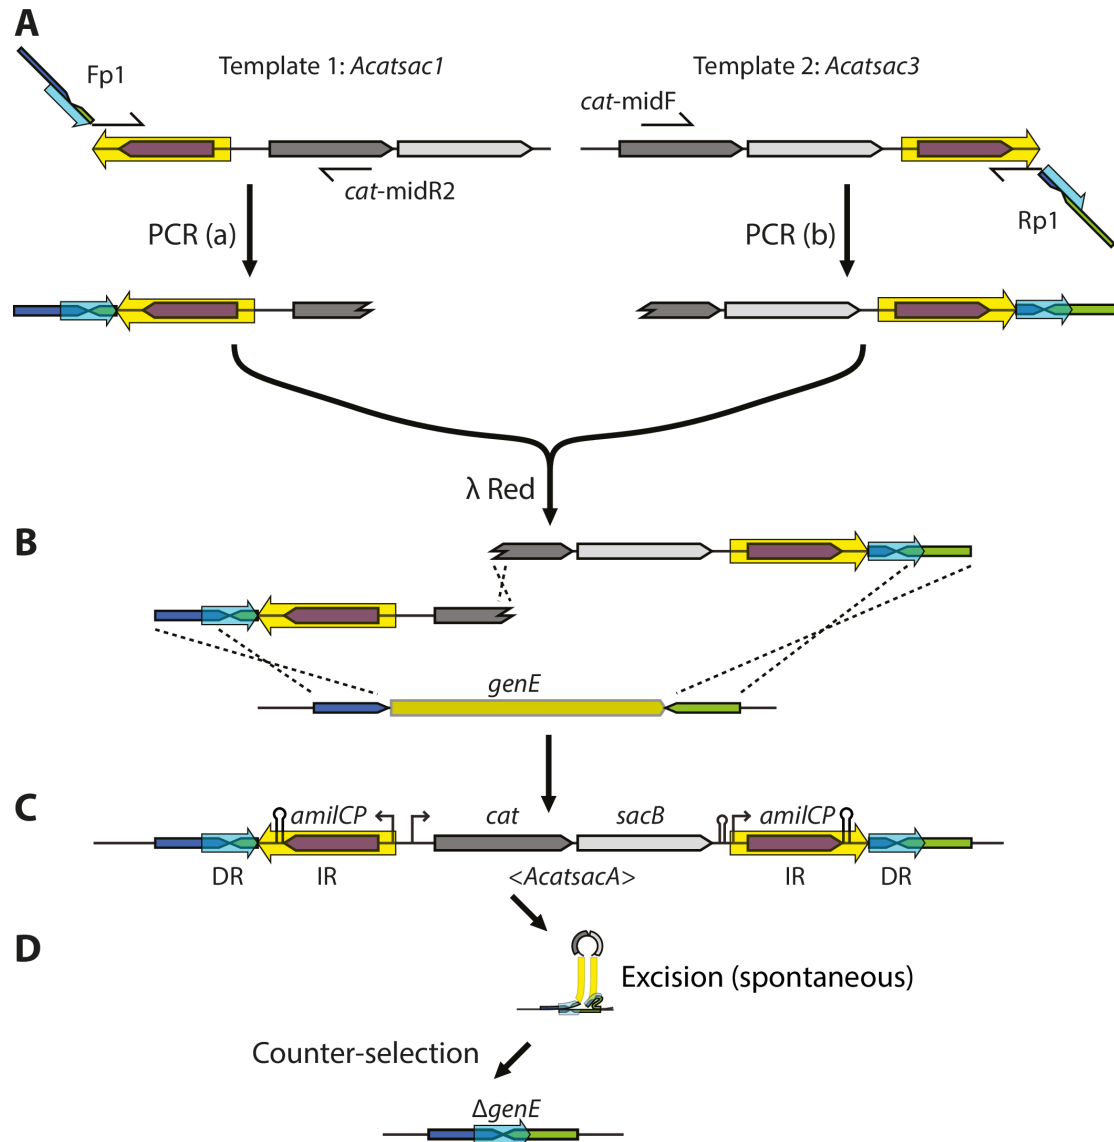 A
Template 1: Acatsac1
Template 2: Acatsac3
Fp1
cat-midF
cat-midR2
Rp1
PCR (a)
PCR (b)
λ Red
B
genE
C
amilCP
cat
sacB
amilCP
DR
IR
<AcatsacA>
IR
DR
D
Excision (spontaneous)
Counter-selection
ΔgenE